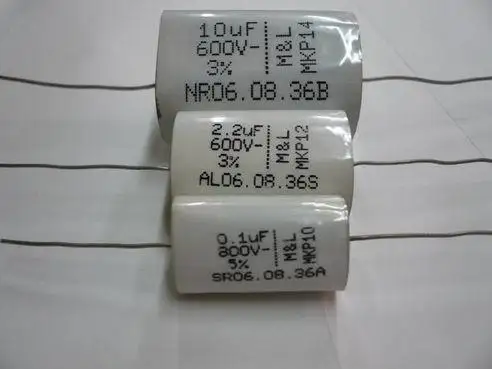 10uF
600V-
3%
M&L
MKP14
NR06.08.36B
2.2uF
600V-
3%
M&L
MKP12
AL06.08.36S
0.1uF
800V-
5%
M&L
MKP10
SR06.08.36A